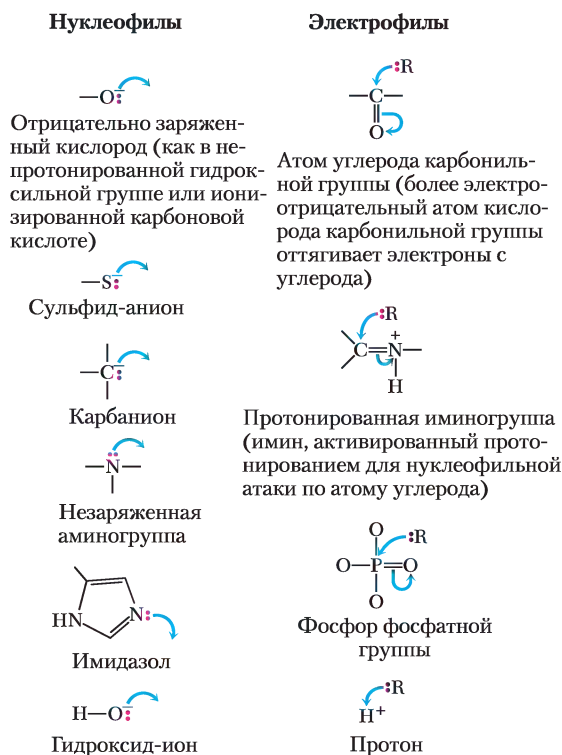 Нуклеофилы
—O:⁻
Отрицательно заряжен-
ный кислород (как в не-
протонированной гидрок-
сильной группе или иони-
зированной карбоновой
кислоте)
—S:⁻
Сульфид-анион
C:⁻
Карбанион
N
Незаряженная
аминогруппа
HN
N:
Имидазол
H—O:⁻
Гидроксид-ион
Электрофилы
:R
C
O
Атом углерода карбониль-
ной группы (более электро-
отрицательный атом кисло-
рода карбонильной группы
оттягивает электроны с
углерода)
:R
+
C=N
H
Протонированная иминогруппа
(имин, активированный прото-
нированием для нуклеофильной
атаки по атому углерода)
O
:R
O—P=O
O
Фосфор фосфатной
группы
:R
H⁺
Протон